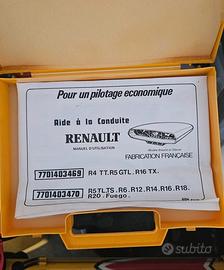 Pour un pilotage economique
Aide à la Conduite
RENAULT
MANUEL D'UTILISATION
FABRICATION FRANÇAISE
7701403469 R4 TT.R5 GTL.R16 TX.
7701403470 R5TL.TS.R6.R12.R14.R16.R18.
R20.Fuego.
subito